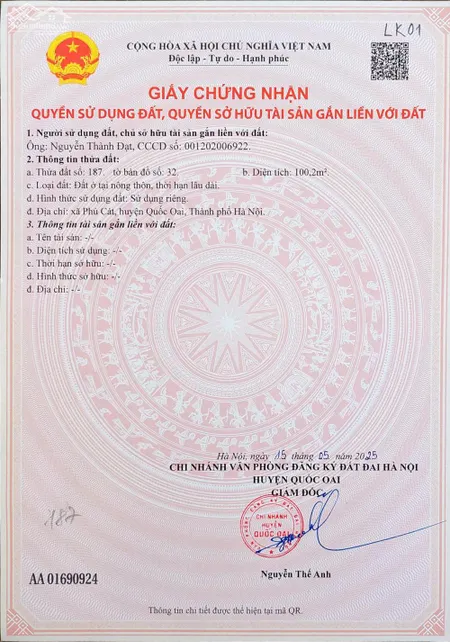 LK01
CỘNG HÒA XÃ HỘI CHỦ NGHĨA VIỆT NAM
Độc lập - Tự do - Hạnh phúc
GIẤY CHỨNG NHẬN
QUYỀN SỬ DỤNG ĐẤT, QUYỀN SỞ HỮU TÀI SẢN GẮN LIỀN VỚI ĐẤT
1. Người sử dụng đất, chủ sở hữu tài sản gắn liền với đất:
Ông: Nguyễn Thành Đạt, CCCD số: 001202006922.
2. Thông tin thửa đất:
a. Thửa đất số: 187. tờ bản đồ số: 32. b. Diện tích: 100,2m².
c. Loại đất: Đất ở tại nông thôn, thời hạn lâu dài.
d. Hình thức sử dụng đất: Sử dụng riêng.
đ. Địa chỉ: xã Phú Cát, huyện Quốc Oai, Thành phố Hà Nội.
3. Thông tin tài sản gắn liền với đất:
a. Tên tài sản: -/-
b. Diện tích sử dụng: -/-
c. Thời hạn sở hữu: -/-
d. Hình thức sở hữu: -/-
đ. Địa chỉ: -/-
Hà Nội, ngày 15 tháng 05 năm 2025
CHI NHÁNH VĂN PHÒNG ĐĂNG KÝ ĐẤT ĐAI HÀ NỘI
HUYỆN QUỐC OAI
GIÁM ĐỐC
CHI NHÁNH
HUYỆN
QUỐC OAI
187
Nguyễn Thế Anh
AA 01690924
Thông tin chi tiết được thể hiện tại mã QR.